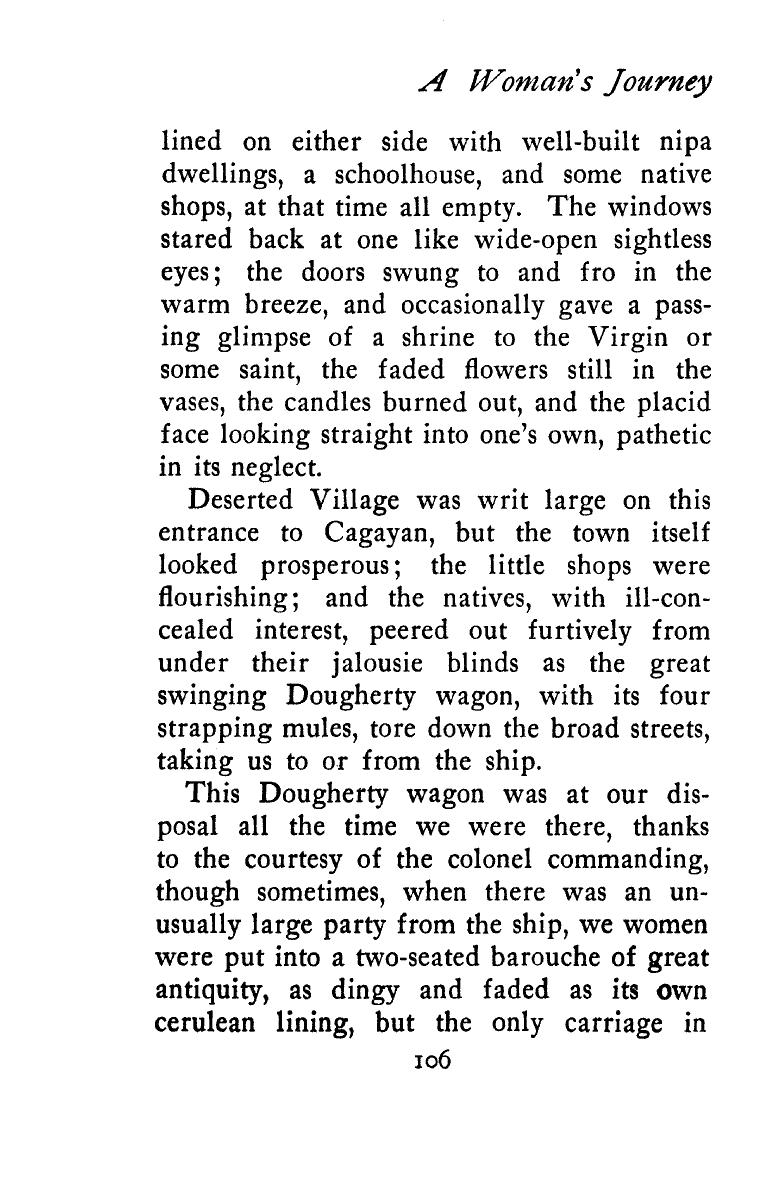 A Woman's Journey
lined on either side with well-built nipa
dwellings, a schoolhouse, and some native
shops, at that time all empty. The windows
stared back at one like wide-open sightless
eyes; the doors swung to and fro in the
warm breeze, and occasionally gave a pass-
ing glimpse of a shrine to the Virgin or
some saint, the faded flowers still in the
vases, the candles burned out, and the placid
face looking straight into one's own, pathetic
in its neglect.
Deserted Village was writ large on this
entrance to Cagayan, but the town itself
looked prosperous; the little shops were
flourishing; and the natives, with ill-con-
cealed interest, peered out furtively from
under their jalousie blinds as the great
swinging Dougherty wagon, with its four
strapping mules, tore down the broad streets,
taking us to or from the ship.
This Dougherty wagon was at our dis-
posal all the time we were there, thanks
to the courtesy of the colonel commanding,
though sometimes, when there was an un-
usually large party from the ship, we women
were put into a two-seated barouche of great
antiquity, as dingy and faded as its own
cerulean lining, but the only carriage in
106